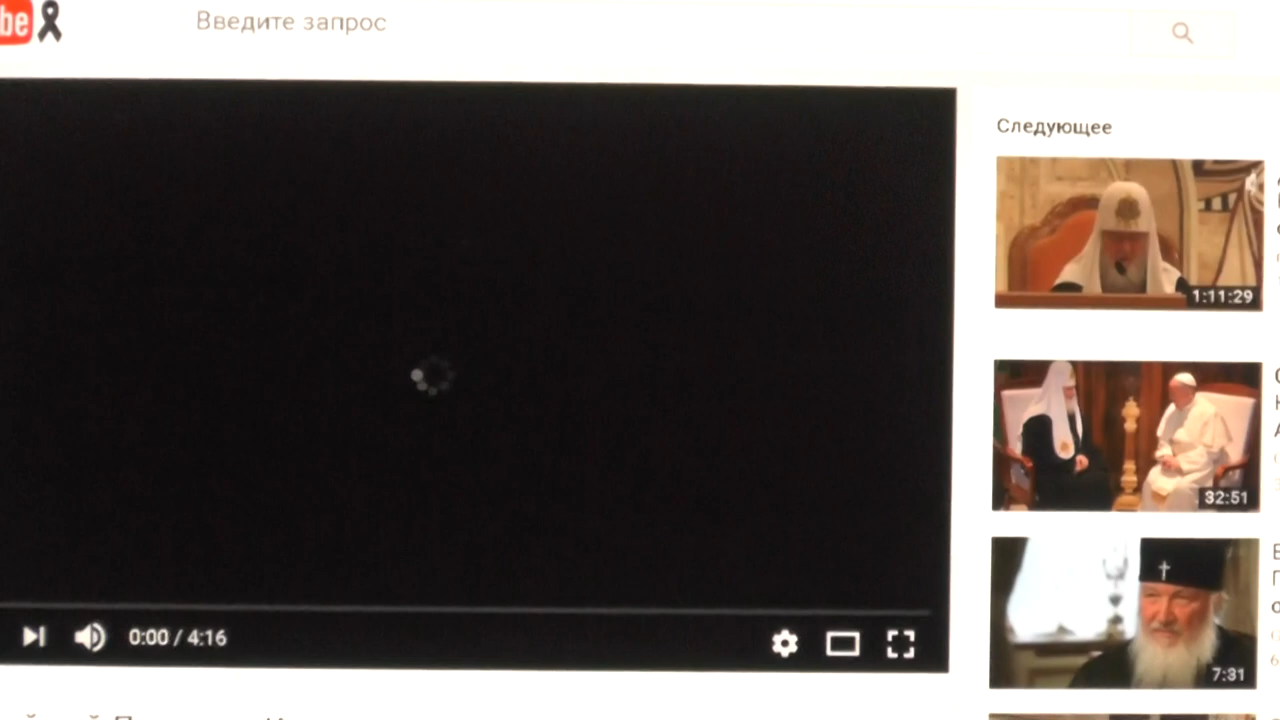 be
Введите запрос
Следующее
1:11:29
32:51
7:31
0:00 / 4:16